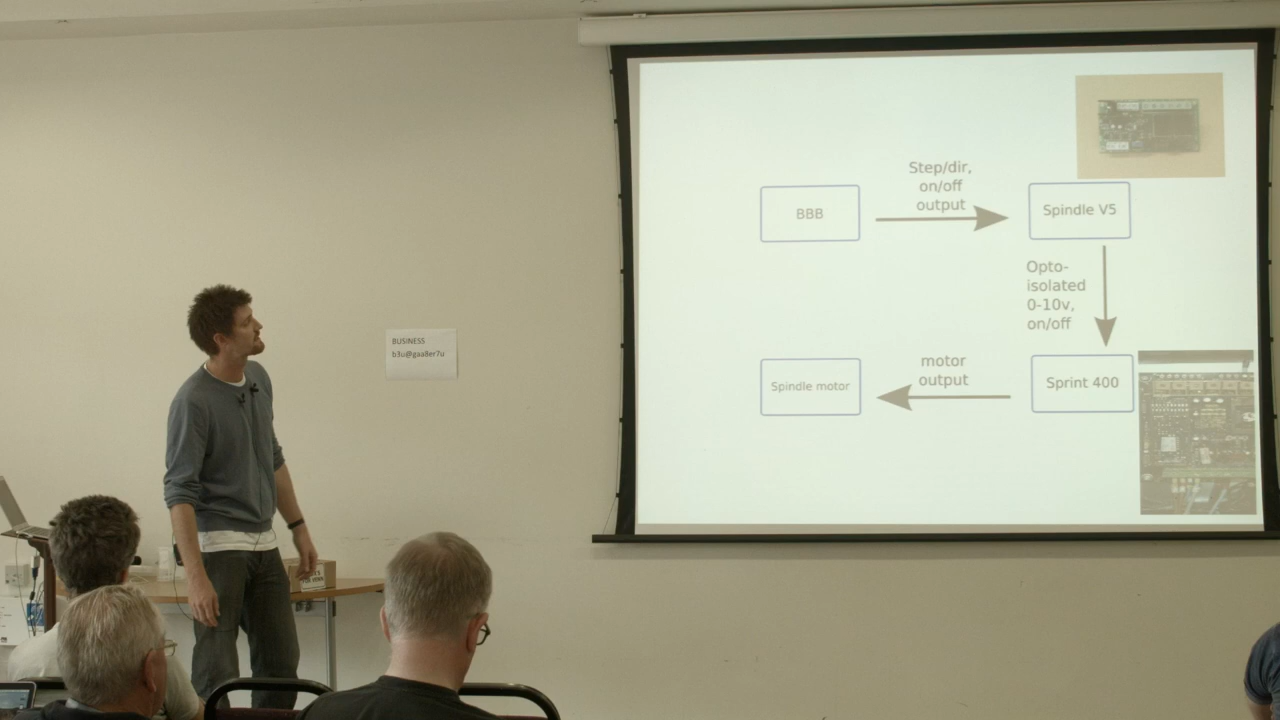 BUSINESS
b3u@gaa8er7u
BBB
Step/dir,
on/off
output
Spindle V5
Opto-
isolated
0-10v,
on/off
Spindle motor
motor
output
Sprint 400